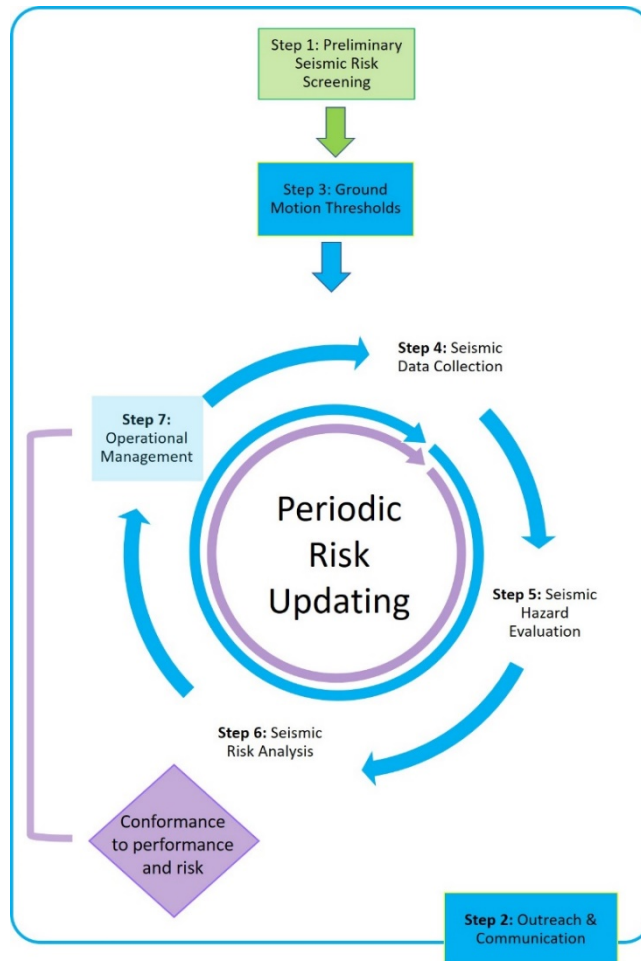 Step 1: Preliminary
Seismic Risk
Screening
Step 3: Ground
Motion Thresholds
Step 4: Seismic
Data Collection
Step 7:
Operational
Management
Periodic
Risk
Updating
Step 5: Seismic
Hazard
Evaluation
Step 6: Seismic
Risk Analysis
Conformance
to performance
and risk
Step 2: Outreach &
Communication